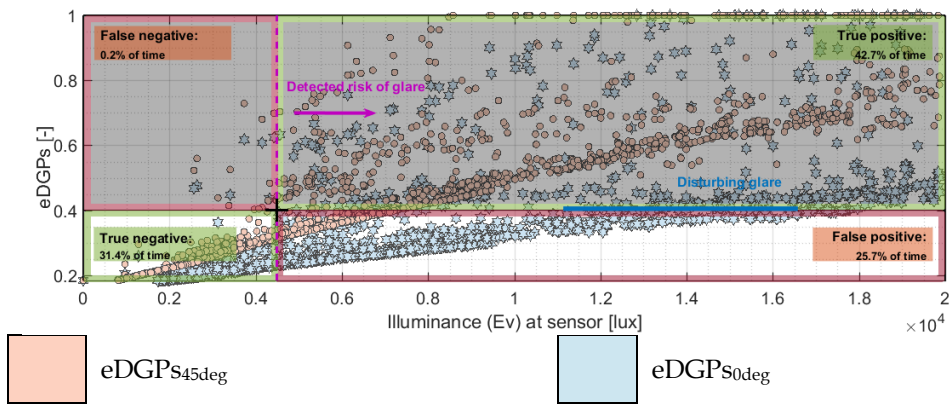 1
0.8
0.6
0.4
0.2
eDGPs [-]
False negative:
0.2% of time
True positive:
42.7% of time
Detected risk of glare
Disturbing glare
True negative:
31.4% of time
False positive:
25.7% of time
0 0.2 0.4 0.6 0.8 1 1.2 1.4 1.6 1.8 2
Illuminance (Ev) at sensor [lux]
×10⁴
eDGPs45deg
eDGPs0deg